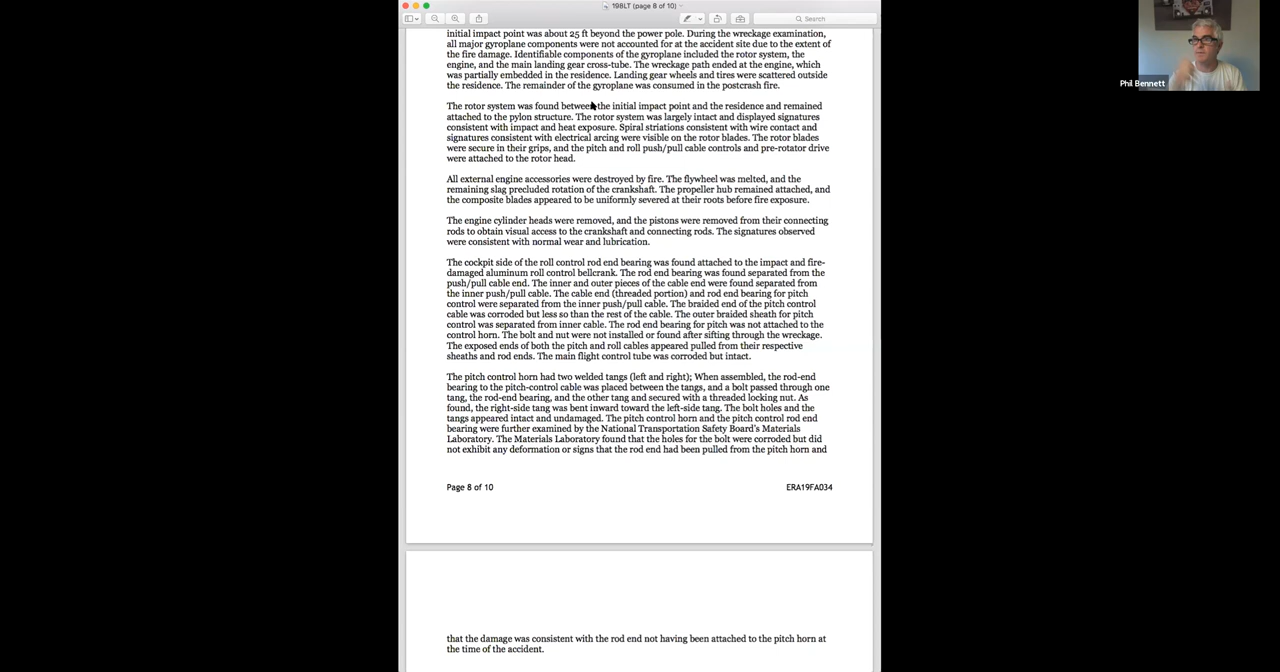 198LT (page 8 of 10)
Search
initial impact point was about 25 ft beyond the power pole. During the wreckage examination,
all major gyroplane components were not accounted for at the accident site due to the extent of
the fire damage. Identifiable components of the gyroplane included the rotor system, the
engine, and the main landing gear cross-tube. The wreckage path ended at the engine, which
was partially embedded in the residence. Landing gear wheels and tires were scattered outside
the residence. The remainder of the gyroplane was consumed in the postcrash fire.
The rotor system was found between the initial impact point and the residence and remained
attached to the pylon structure. The rotor system was largely intact and displayed signatures
consistent with impact and heat exposure. Spiral striations consistent with wire contact and
signatures consistent with electrical arcing were visible on the rotor blades. The rotor blades
were secure in their grips, and the pitch and roll push/pull cable controls and pre-rotator drive
were attached to the rotor head.
All external engine accessories were destroyed by fire. The flywheel was melted, and the
remaining slag precluded rotation of the crankshaft. The propeller hub remained attached, and
the composite blades appeared to be uniformly severed at their roots before fire exposure.
The engine cylinder heads were removed, and the pistons were removed from their connecting
rods to obtain visual access to the crankshaft and connecting rods. The signatures observed
were consistent with normal wear and lubrication.
The cockpit side of the roll control rod end bearing was found attached to the impact and fire-
damaged aluminum roll control bellcrank. The rod end bearing was found separated from the
push/pull cable end. The inner and outer pieces of the cable end were found separated from
the inner push/pull cable. The cable end (threaded portion) and rod end bearing for pitch
control were separated from the inner push/pull cable. The braided end of the pitch control
cable was corroded but less so than the rest of the cable. The outer braided sheath for pitch
control was separated from inner cable. The rod end bearing for pitch was not attached to the
control horn. The bolt and nut were not installed or found after sifting through the wreckage.
The exposed ends of both the pitch and roll cables appeared pulled from their respective
sheaths and rod ends. The main flight control tube was corroded but intact.
The pitch control horn had two welded tangs (left and right); When assembled, the rod-end
bearing to the pitch-control cable was placed between the tangs, and a bolt passed through one
tang, the rod-end bearing, and the other tang and secured with a threaded locking nut. As
found, the right-side tang was bent inward toward the left-side tang. The bolt holes and the
tangs appeared intact and undamaged. The pitch control horn and the pitch control rod end
bearing were further examined by the National Transportation Safety Board's Materials
Laboratory. The Materials Laboratory found that the holes for the bolt were corroded but did
not exhibit any deformation or signs that the rod end had been pulled from the pitch horn and
Page 8 of 10 ERA19FA034
that the damage was consistent with the rod end not having been attached to the pitch horn at
the time of the accident.
Phil Bennett